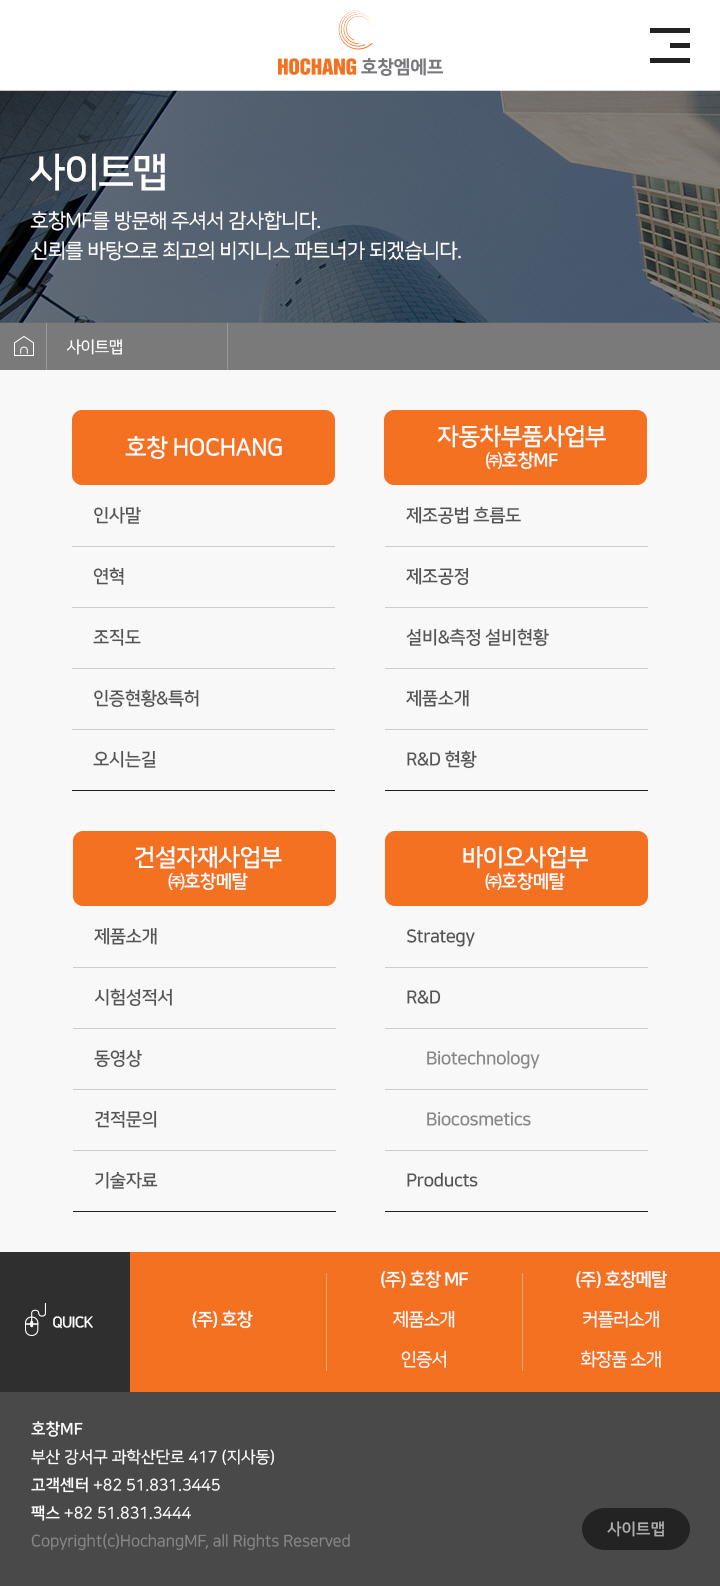 HOCHANG 호창엠에프
사이트맵
호창MF를 방문해 주셔서 감사합니다.
신뢰를 바탕으로 최고의 비지니스 파트너가 되겠습니다.
사이트맵
호창 HOCHANG
인사말
연혁
조직도
인증현황&특허
오시는길
자동차부품사업부
㈜호창MF
제조공법 흐름도
제조공정
설비&측정 설비현황
제품소개
R&D 현황
건설자재사업부
㈜호창메탈
제품소개
시험성적서
동영상
견적문의
기술자료
바이오사업부
㈜호창메탈
Strategy
R&D
Biotechnology
Biocosmetics
Products
QUICK
(주) 호창
(주) 호창 MF
제품소개
인증서
(주) 호창메탈
커플러소개
화장품 소개
호창MF
부산 강서구 과학산단로 417 (지사동)
고객센터 +82 51.831.3445
팩스 +82 51.831.3444
Copyright(c)HochangMF, all Rights Reserved
사이트맵